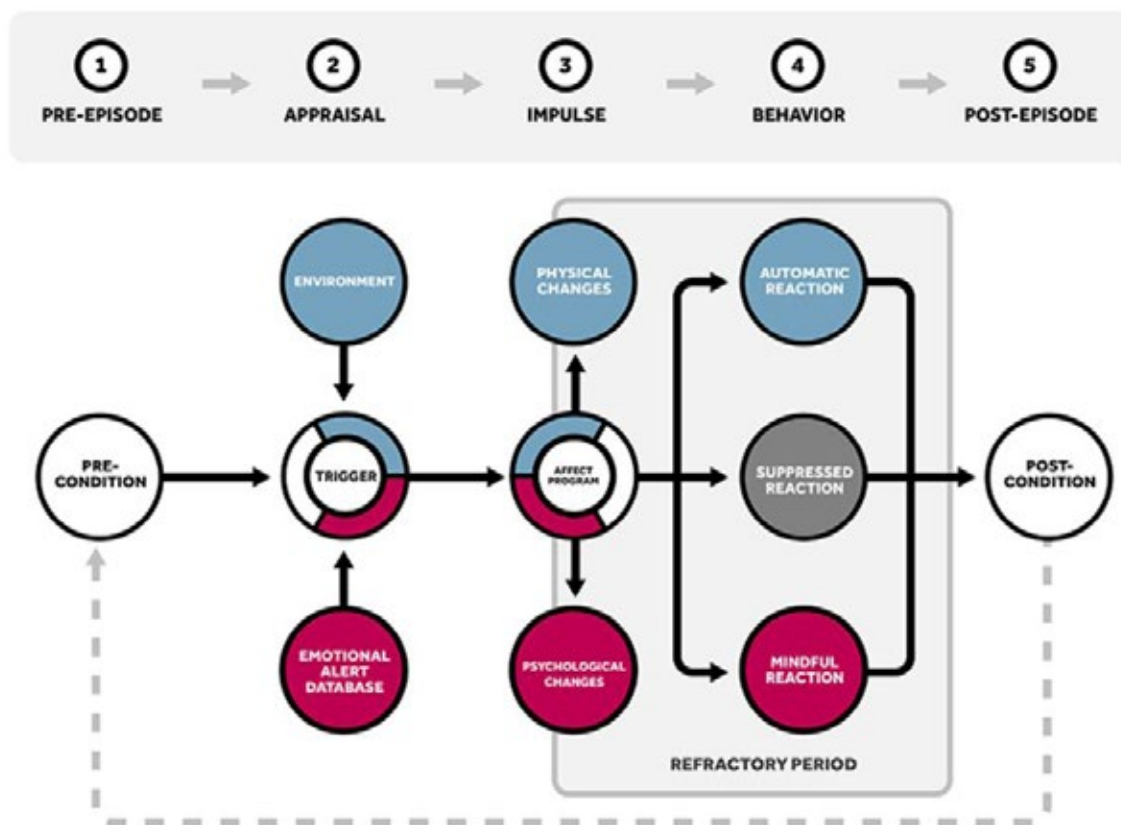 1
2
3
4
5
PRE-EPISODE
APPRAISAL
IMPULSE
BEHAVIOR
POST-EPISODE
ENVIRONMENT
PHYSICAL
CHANGES
AUTOMATIC
REACTION
PRE-
CONDITION
TRIGGER
AFFECT
PROGRAM
SUPPRESSED
REACTION
POST-
CONDITION
EMOTIONAL
ALERT
DATABASE
PSYCHOLOGICAL
CHANGES
MINDFUL
REACTION
REFRACTORY PERIOD